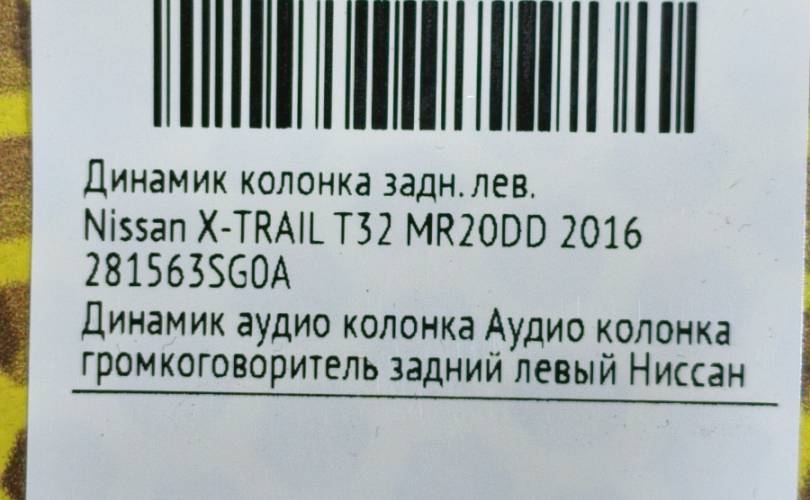 Динамик колонка задн. лев.
Nissan X-TRAIL T32 MR20DD 2016
281563SG0A
Динамик аудио колонка Аудио колонка
громкоговоритель задний левый Ниссан